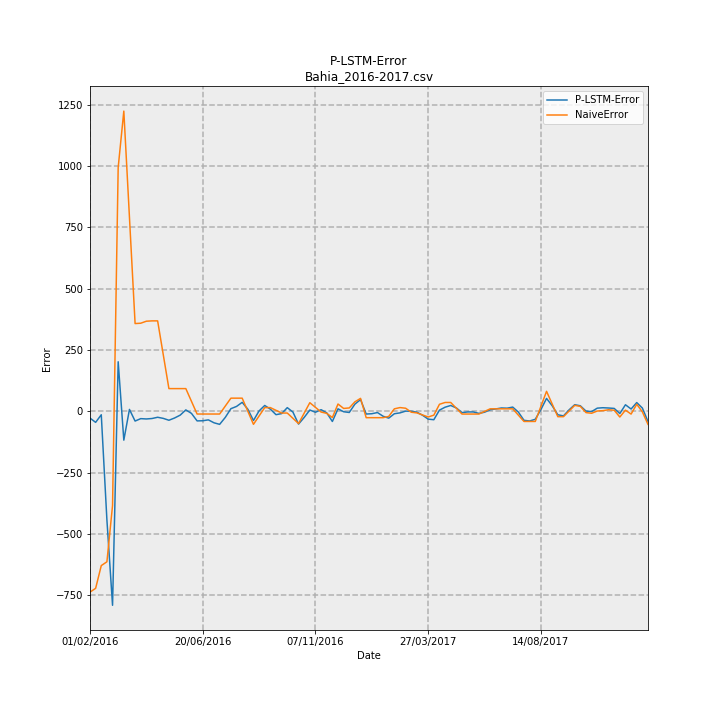 P-LSTM-Error
Bahia_2016-2017.csv
P-LSTM-Error
NaiveError
1250
1000
750
500
250
0
−250
−500
−750
Error
01/02/2016 20/06/2016 07/11/2016 27/03/2017 14/08/2017
Date